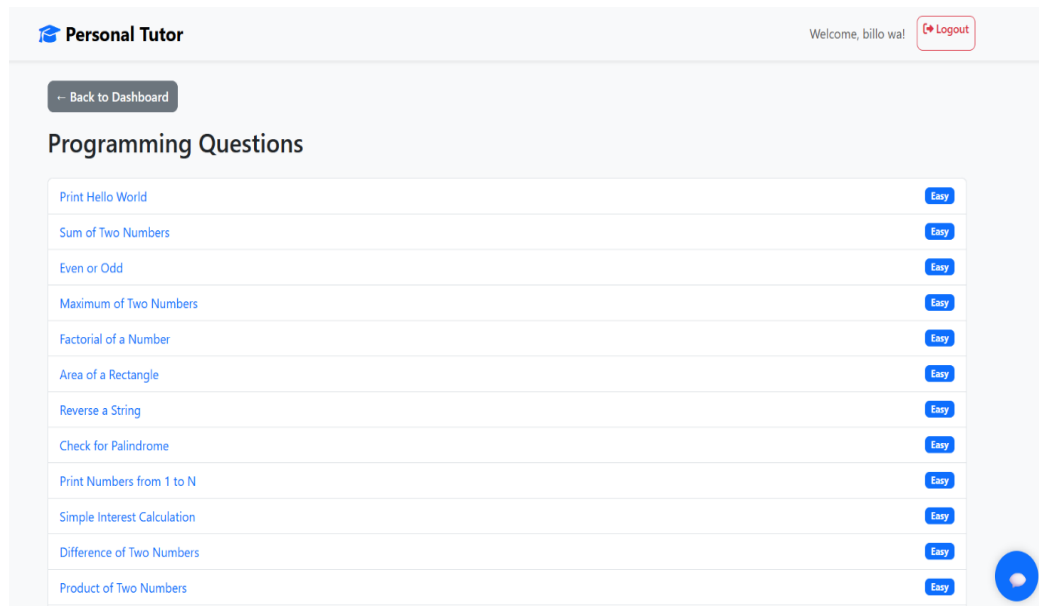 Personal Tutor
Welcome, billo wa! Logout
← Back to Dashboard
Programming Questions
Print Hello World Easy
Sum of Two Numbers Easy
Even or Odd Easy
Maximum of Two Numbers Easy
Factorial of a Number Easy
Area of a Rectangle Easy
Reverse a String Easy
Check for Palindrome Easy
Print Numbers from 1 to N Easy
Simple Interest Calculation Easy
Difference of Two Numbers Easy
Product of Two Numbers Easy